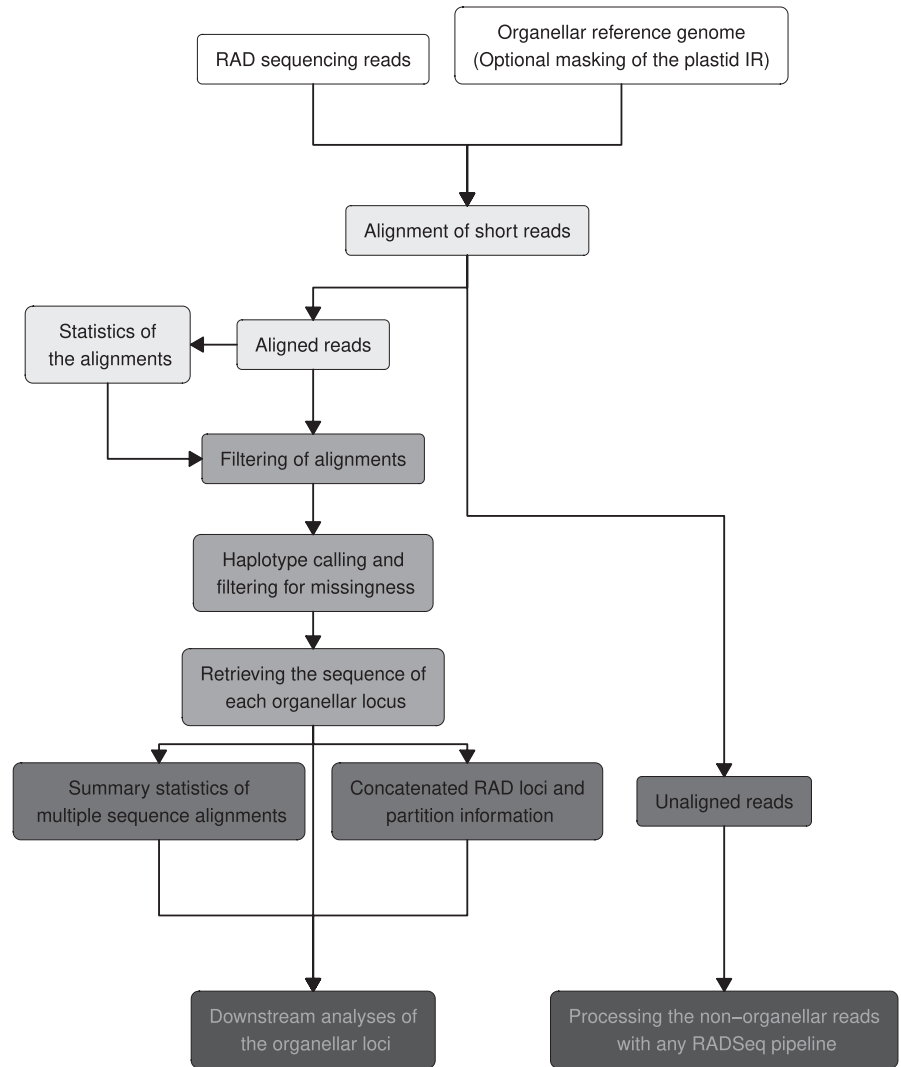 RAD sequencing reads
Organellar reference genome
(Optional masking of the plastid IR)
Alignment of short reads
Statistics of
the alignments
Aligned reads
Filtering of alignments
Haplotype calling and
filtering for missingness
Retrieving the sequence of
each organellar locus
Summary statistics of
multiple sequence alignments
Concatenated RAD loci and
partition information
Unaligned reads
Downstream analyses of
the organellar loci
Processing the non–organellar reads
with any RADSeq pipeline